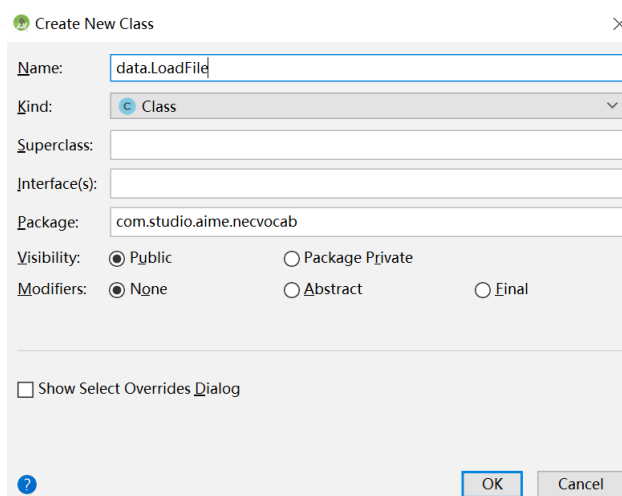 Create New Class
Name: data.LoadFile
Kind: C Class
Superclass:
Interface(s):
Package: com.studio.aime.necvocab
Visibility: Public Package Private
Modifiers: None Abstract Final
Show Select Overrides Dialog
? OK Cancel